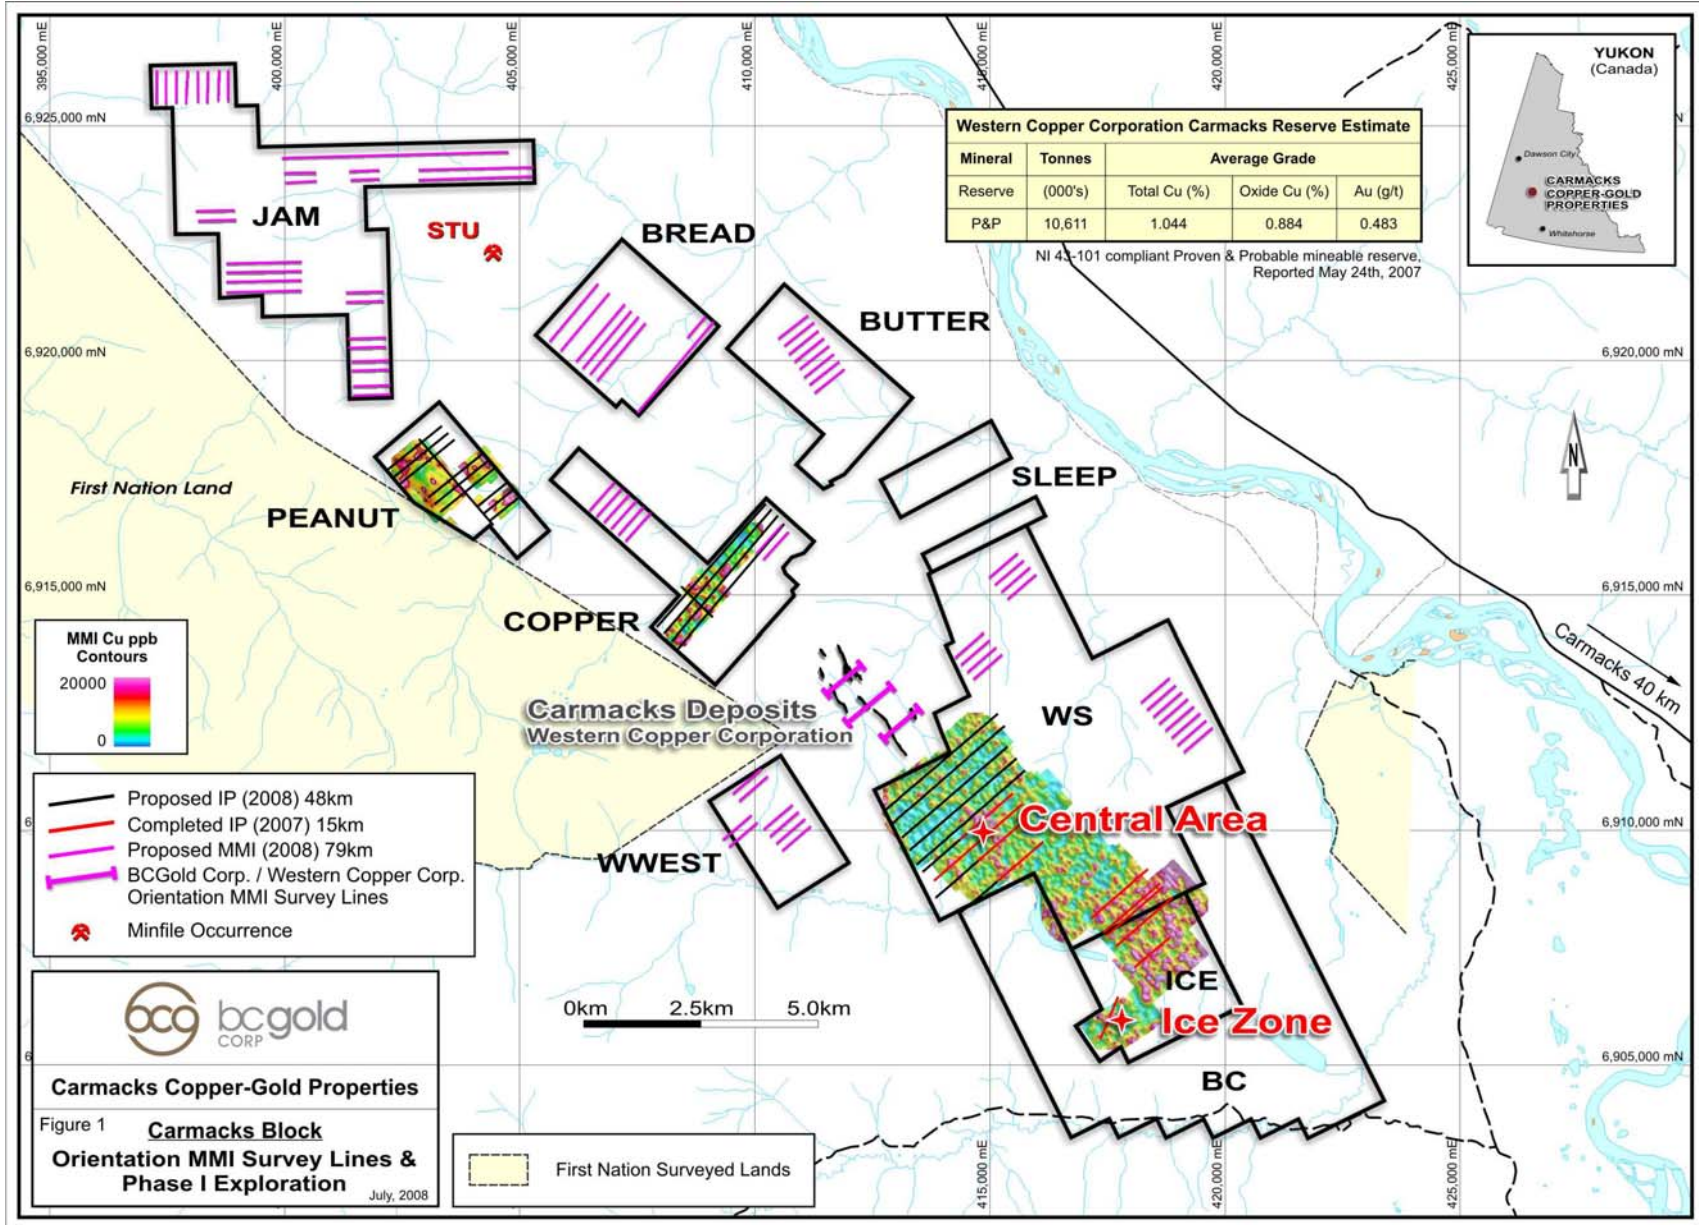 395,000 mE
400,000 mE
405,000 mE
410,000 mE
420,000 mE
425,000 mE
6,925,000 mN
N
YUKON
(Canada)
Dawson City
CARMACKS
COPPER-GOLD
PROPERTIES
Whitehorse
Western Copper Corporation Carmacks Reserve Estimate
Mineral Tonnes Average Grade
Reserve (000's) Total Cu (%) Oxide Cu (%) Au (g/t)
P&P 10,611 1.044 0.884 0.483
NI 43-101 compliant Proven & Probable mineable reserve,
Reported May 24th, 2007
JAM
STU
BREAD
BUTTER
6,920,000 mN
6,920,000 mN
N
First Nation Land
PEANUT
SLEEP
6,915,000 mN
6,915,000 mN
COPPER
MMI Cu ppb
Contours
20000
0
Carmacks 40 km
Carmacks Deposits
Western Copper Corporation
WS
Central Area
6
6,910,000 mN
WWEST
Proposed IP (2008) 48km
Completed IP (2007) 15km
Proposed MMI (2008) 79km
BCGold Corp. / Western Copper Corp.
Orientation MMI Survey Lines
Minfile Occurrence
ICE
Ice Zone
0km 2.5km 5.0km
bcg
bcgold
CORP
6
6,905,000 mN
BC
Carmacks Copper-Gold Properties
Figure 1
Carmacks Block
Orientation MMI Survey Lines &
Phase I Exploration
July, 2008
First Nation Surveyed Lands
415,000 mE
420,000 mE
425,000 mE